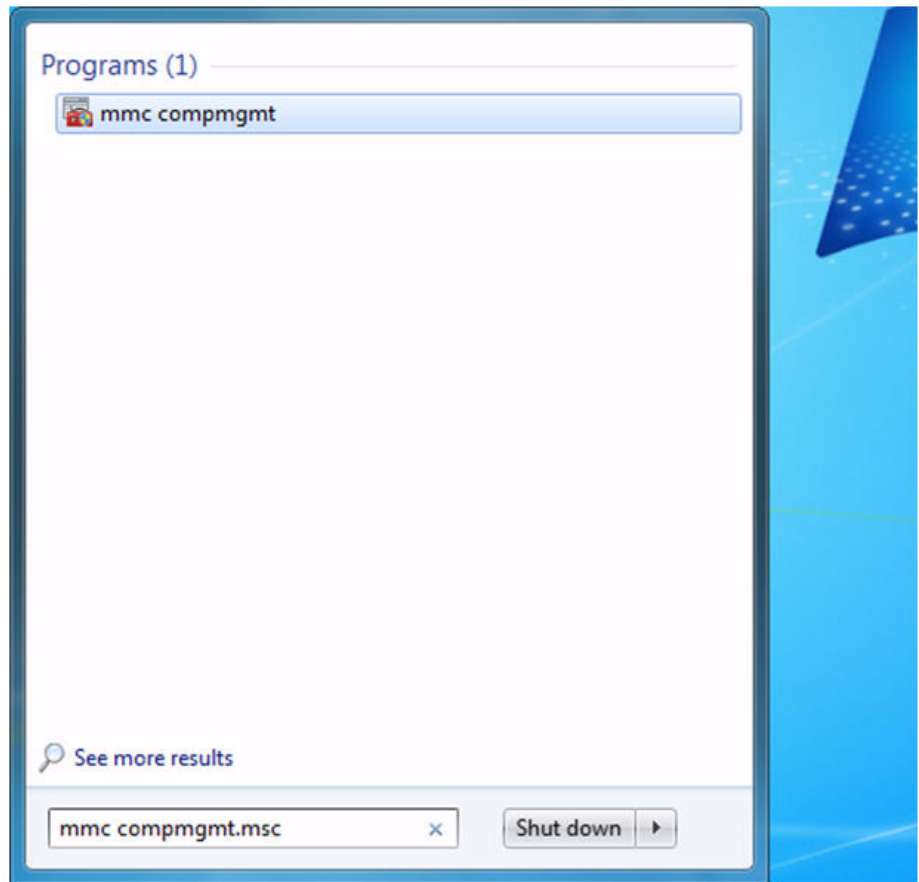 Programs (1)
mmc compmgmt
See more results
mmc compmgmt.msc
Shut down